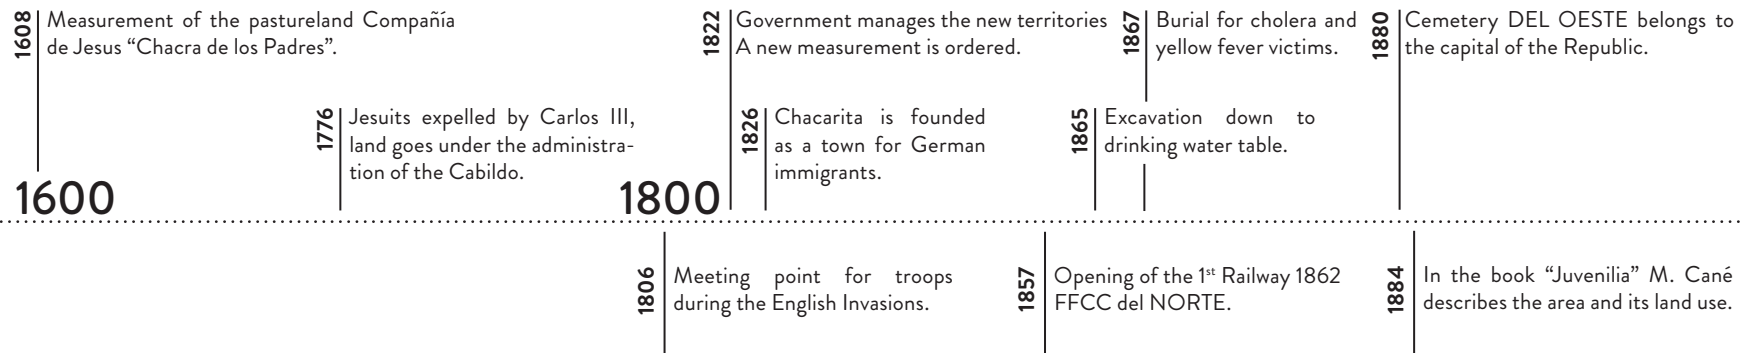 1608
Measurement of the pastureland Compañía
de Jesus “Chacra de los Padres”.
1776
Jesuits expelled by Carlos III,
land goes under the administra-
tion of the Cabildo.
1822
Government manages the new territories
A new measurement is ordered.
1826
Chacarita is founded
as a town for German
immigrants.
1867
Burial for cholera and
yellow fever victims.
1865
Excavation down to
drinking water table.
1880
Cemetery DEL OESTE belongs to
the capital of the Republic.
1600
1800
1806
Meeting point for troops
during the English Invasions.
1857
Opening of the 1st Railway 1862
FFCC del NORTE.
1884
In the book “Juvenilia” M. Cané
describes the area and its land use.